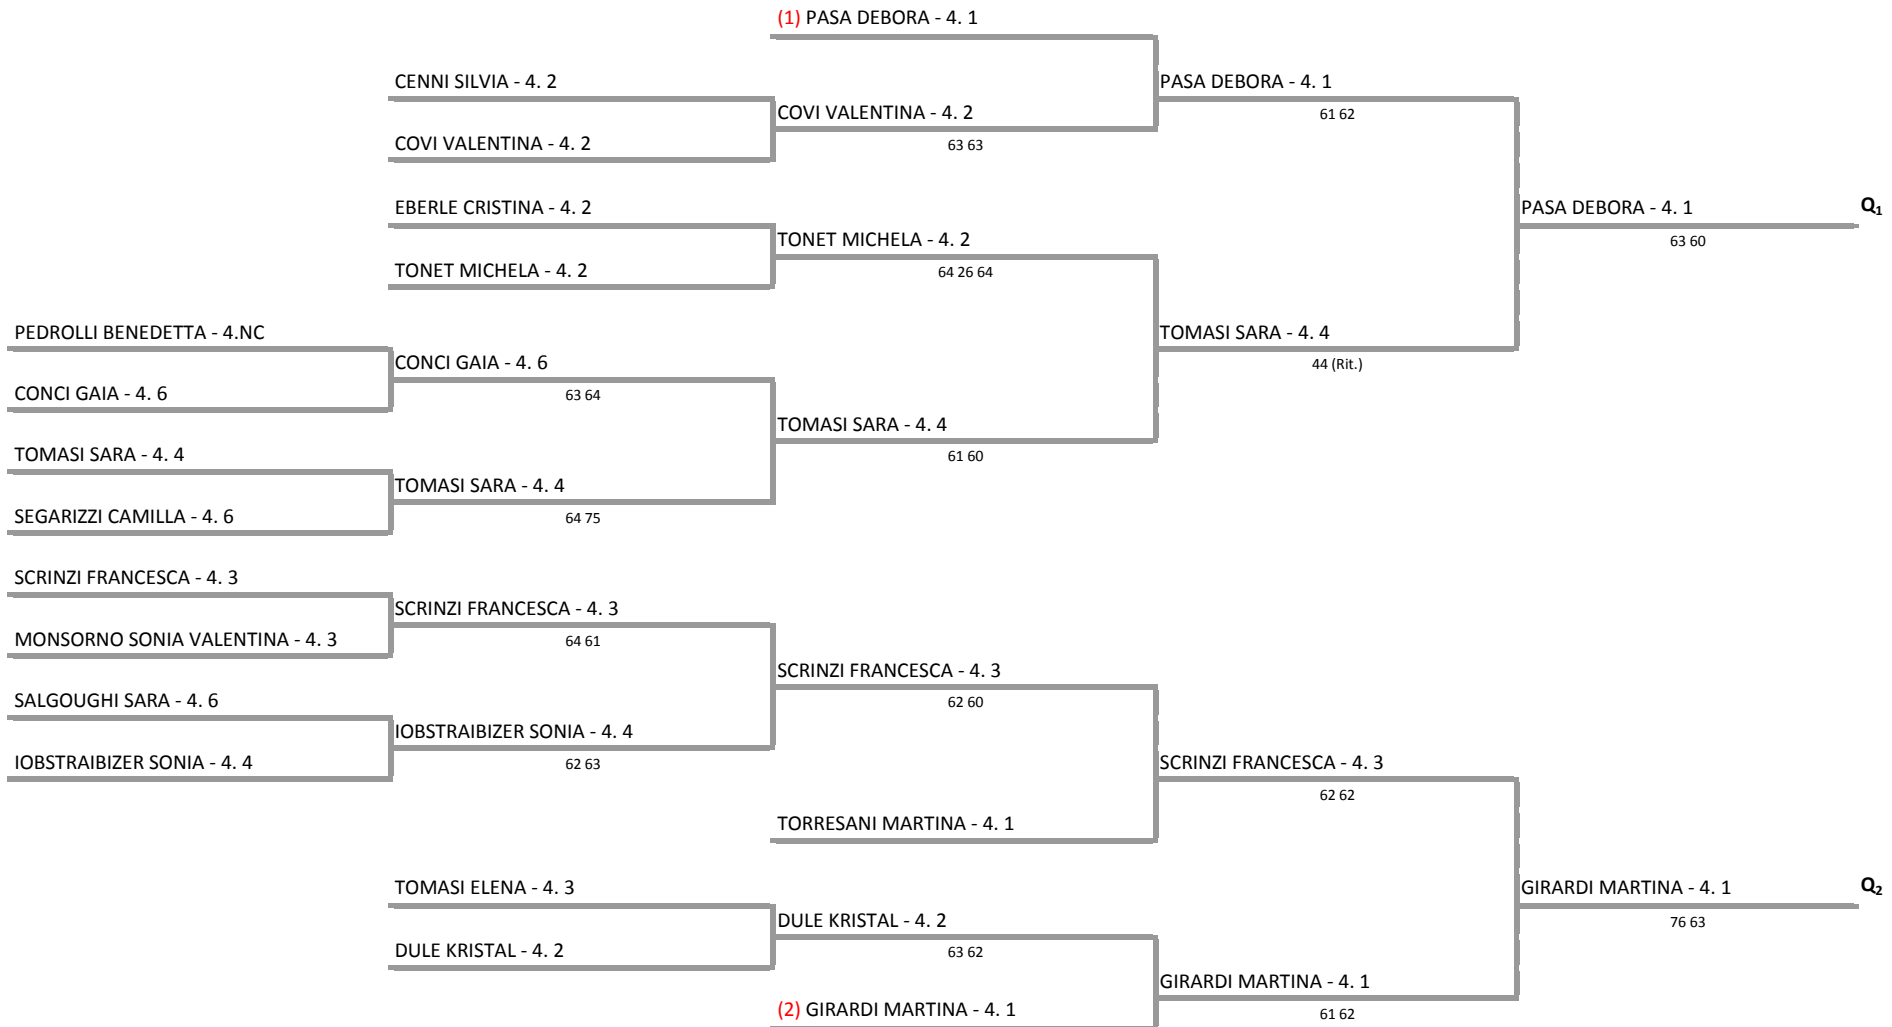 (1) PASA DEBORA - 4. 1
CENNI SILVIA - 4. 2
PASA DEBORA - 4. 1
COVI VALENTINA - 4. 2
61 62
COVI VALENTINA - 4. 2
63 63
EBERLE CRISTINA - 4. 2
PASA DEBORA - 4. 1
Q1
TONET MICHELA - 4. 2
63 60
TONET MICHELA - 4. 2
64 26 64
PEDROLLI BENEDETTA - 4.NC
TOMASI SARA - 4. 4
CONCI GAIA - 4. 6
44 (Rit.)
CONCI GAIA - 4. 6
63 64
TOMASI SARA - 4. 4
TOMASI SARA - 4. 4
61 60
TOMASI SARA - 4. 4
SEGARIZZI CAMILLA - 4. 6
64 75
SCRINZI FRANCESCA - 4. 3
SCRINZI FRANCESCA - 4. 3
MONSORNO SONIA VALENTINA - 4. 3
64 61
SCRINZI FRANCESCA - 4. 3
SALGOUGHI SARA - 4. 6
62 60
IOBSTRAIBIZER SONIA - 4. 4
IOBSTRAIBIZER SONIA - 4. 4
62 63
SCRINZI FRANCESCA - 4. 3
62 62
TORRESANI MARTINA - 4. 1
TOMASI ELENA - 4. 3
GIRARDI MARTINA - 4. 1
Q2
DULE KRISTAL - 4. 2
76 63
DULE KRISTAL - 4. 2
63 62
GIRARDI MARTINA - 4. 1
(2) GIRARDI MARTINA - 4. 1
61 62